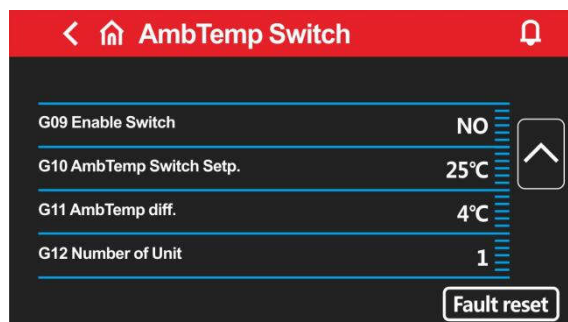 AmbTemp Switch
G09 Enable Switch NO
G10 AmbTemp Switch Setp. 25℃
G11 AmbTemp diff. 4℃
G12 Number of Unit 1
Fault reset